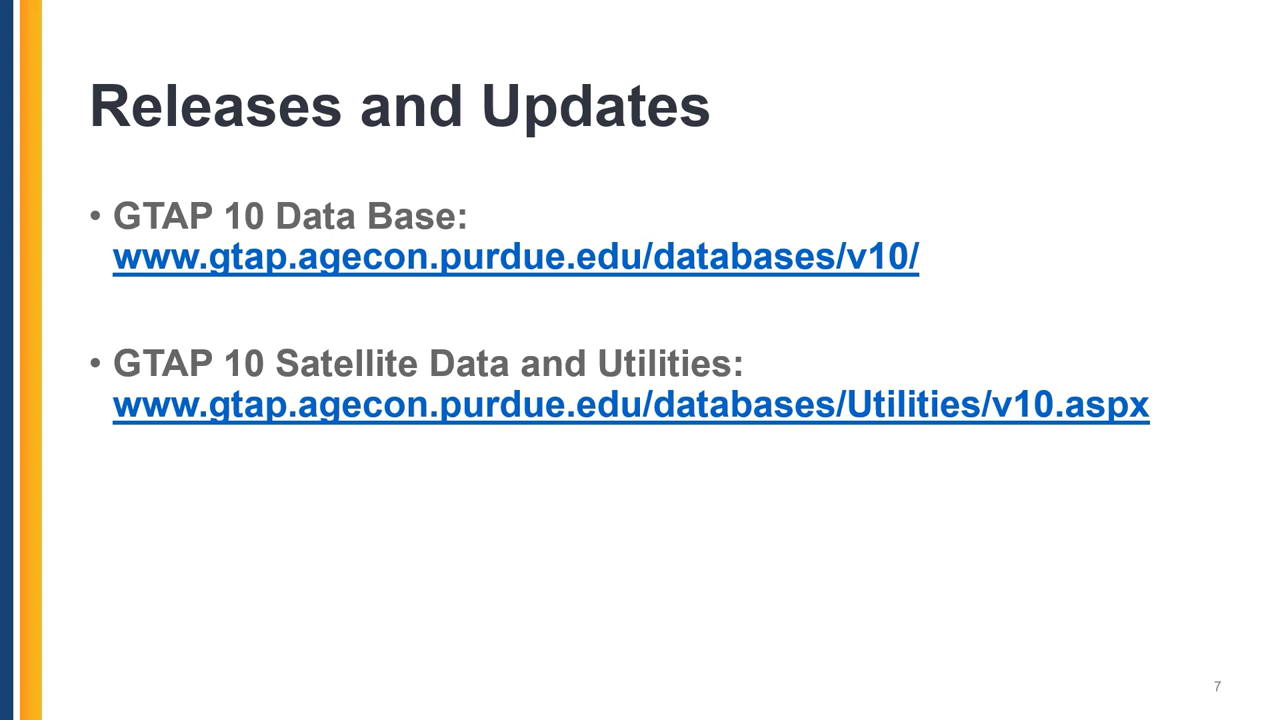 Releases and Updates
• GTAP 10 Data Base:
www.gtap.agecon.purdue.edu/databases/v10/
• GTAP 10 Satellite Data and Utilities:
www.gtap.agecon.purdue.edu/databases/Utilities/v10.aspx
7